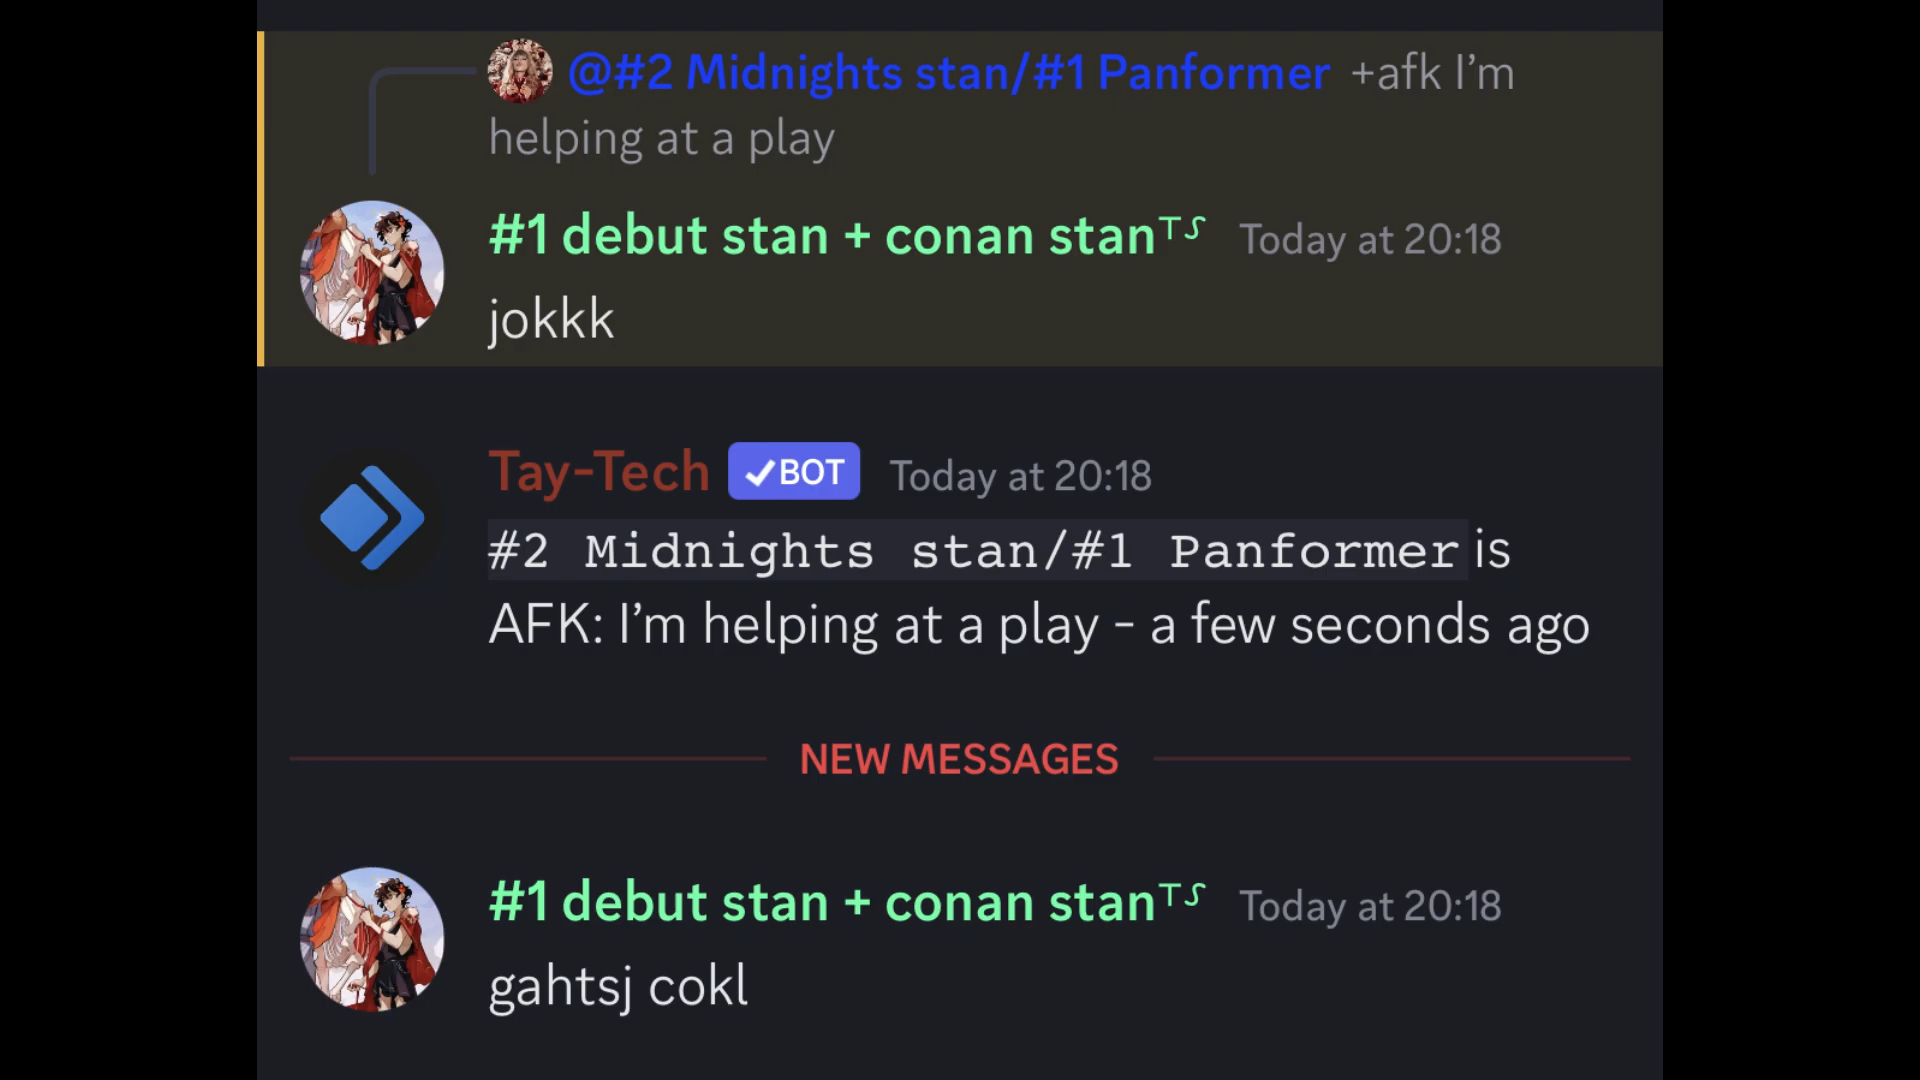 @#2 Midnights stan/#1 Panformer +afk I’m
helping at a play
#1 debut stan + conan stanᵀᔆ Today at 20:18
jokkk
Tay-Tech ✔BOT Today at 20:18
#2 Midnights stan/#1 Panformer is
AFK: I’m helping at a play - a few seconds ago
NEW MESSAGES
#1 debut stan + conan stanᵀᔆ Today at 20:18
gahtsj cokl